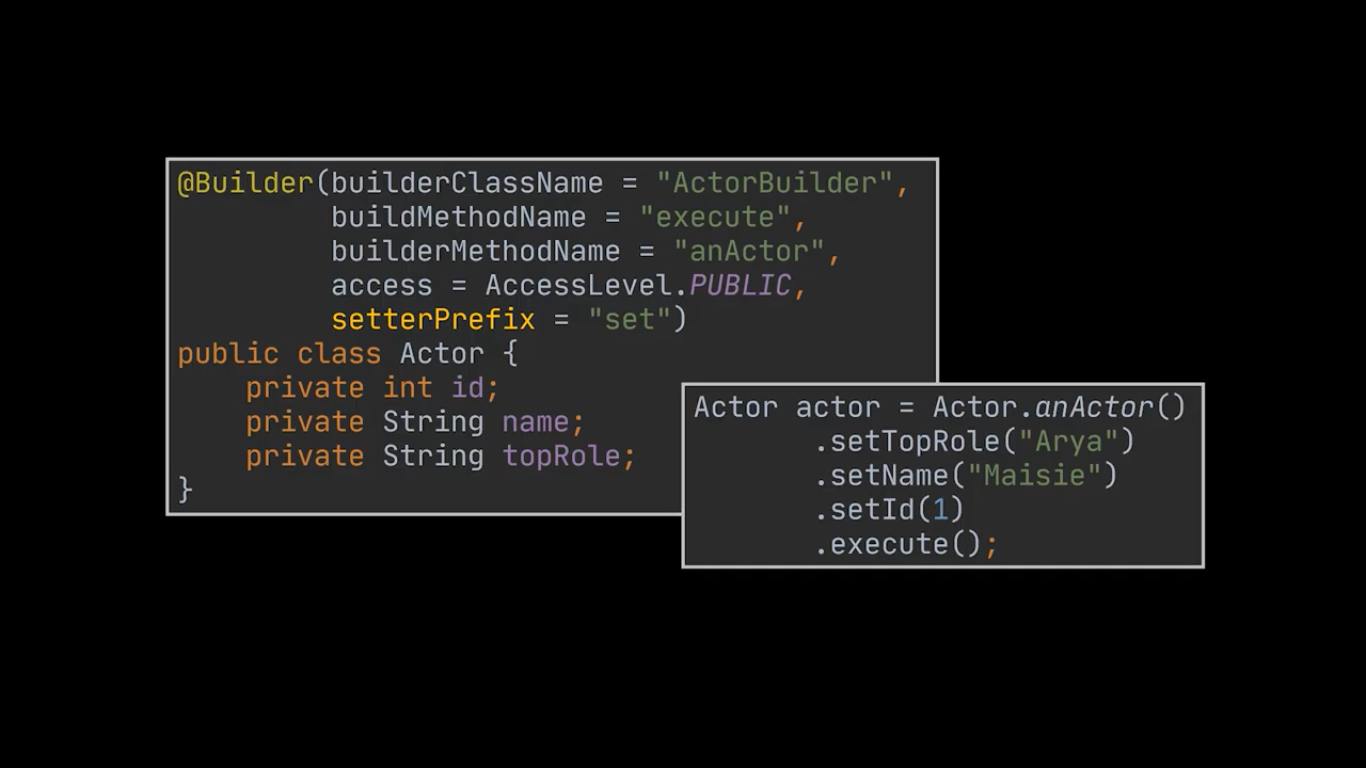 @Builder(builderClassName = "ActorBuilder",
buildMethodName = "execute",
builderMethodName = "anActor",
access = AccessLevel.PUBLIC,
setterPrefix = "set")
public class Actor {
private int id;
private String name;
private String topRole;
}
Actor actor = Actor.anActor()
.setTopRole("Arya")
.setName("Maisie")
.setId(1)
.execute();